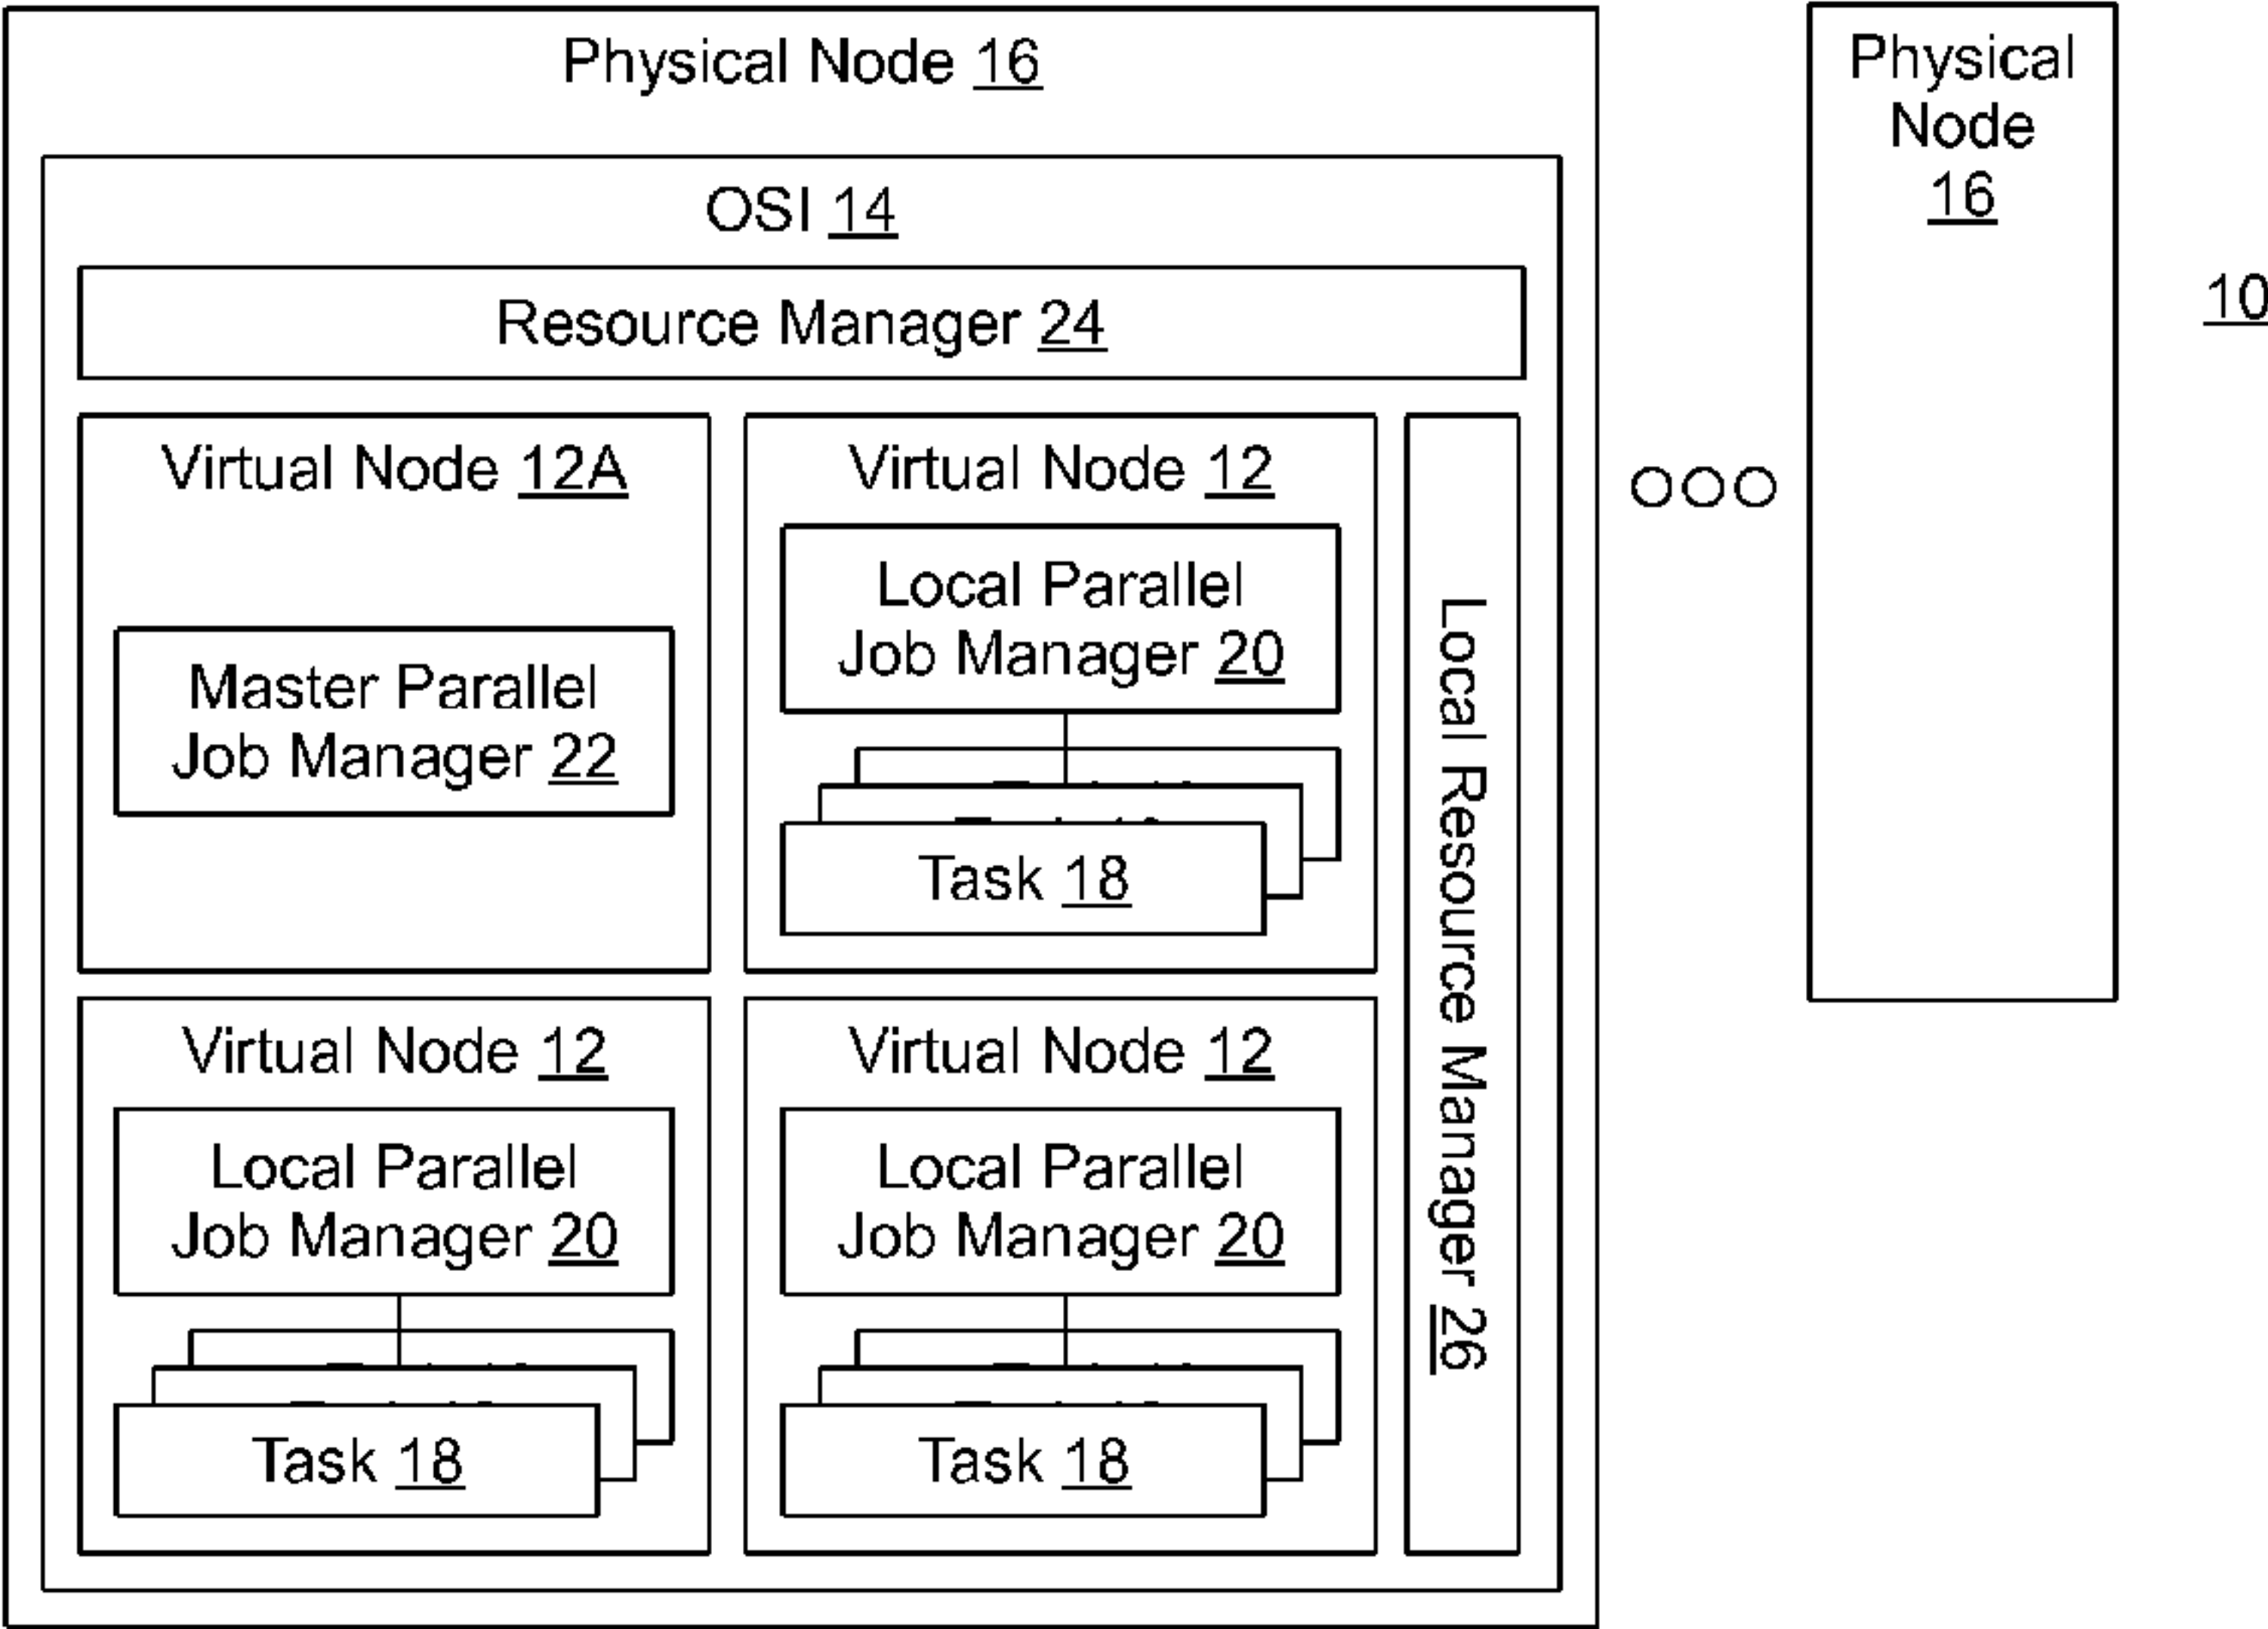 Physical Node 16
OSI 14
Resource Manager 24
Virtual Node 12A
Master Parallel
Job Manager 22
Virtual Node 12
Local Parallel
Job Manager 20
Task 18
Virtual Node 12
Local Parallel
Job Manager 20
Task 18
Virtual Node 12
Local Parallel
Job Manager 20
Task 18
Local Resource Manager 26
Physical
Node
16
10